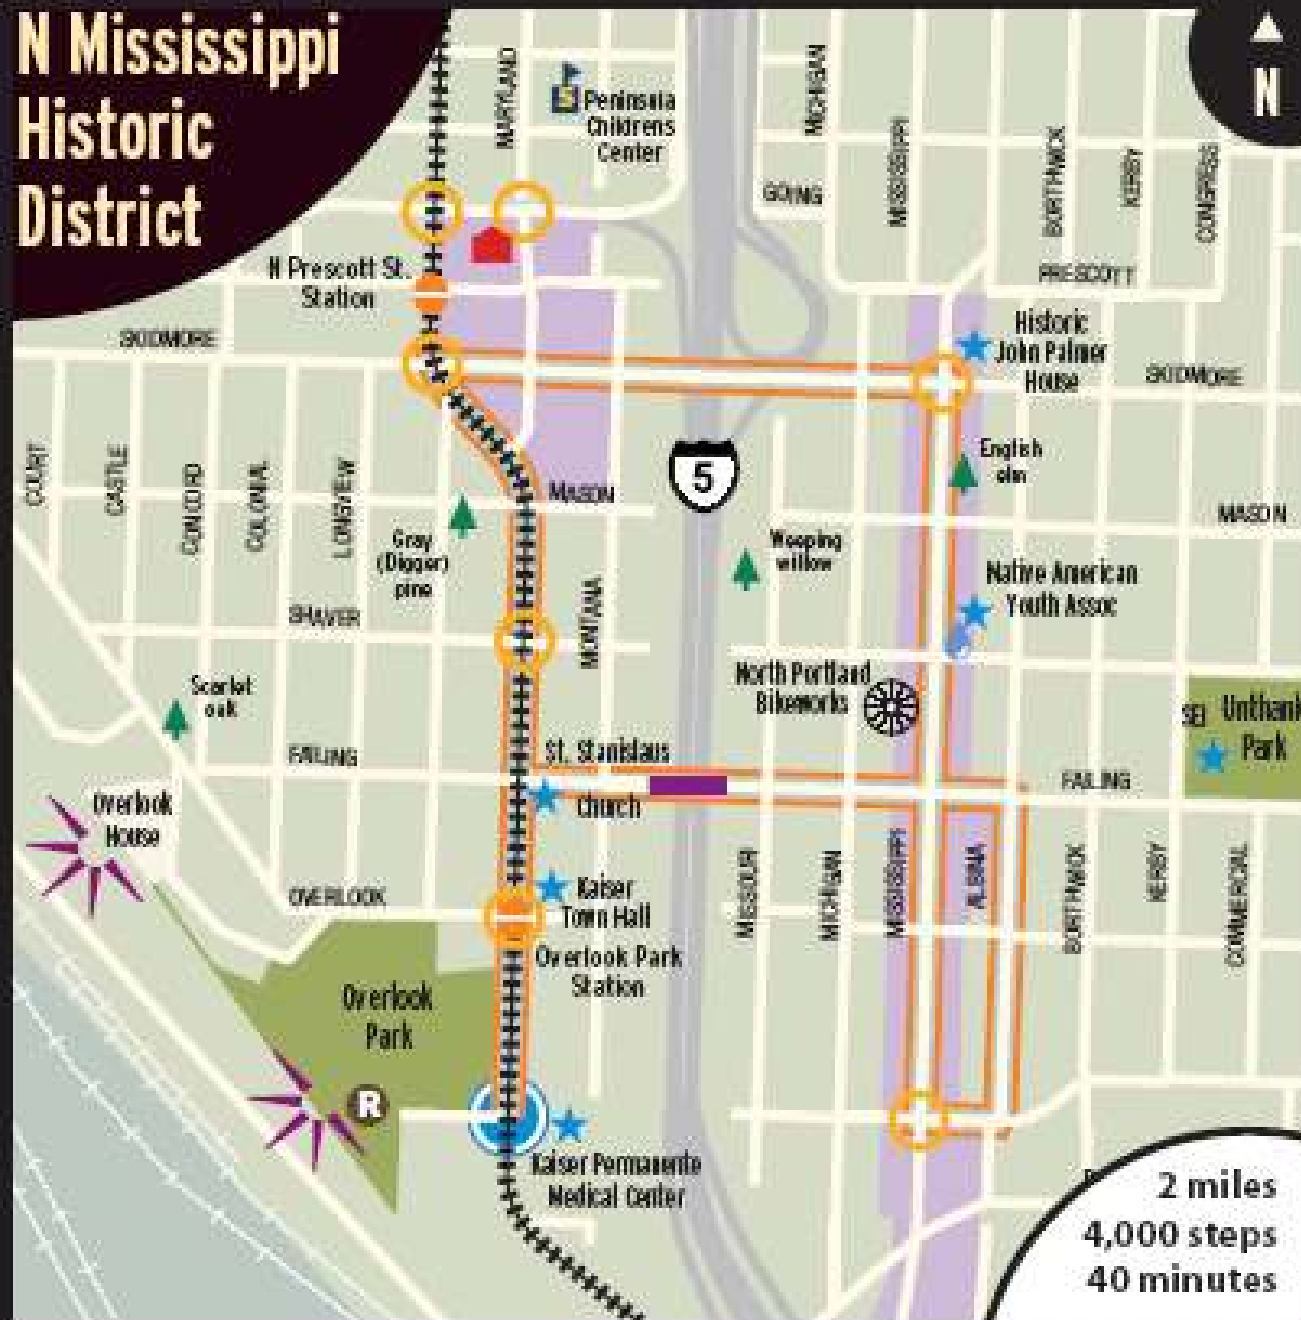 N Mississippi
Historic
District
N
MARYLAND
S
Peninsula
Childrens
Center
MICHIGAN
MISSISSIPPI
GOING
BORTHWICK
KERBY
CONGRESS
PRESCOTT
N Prescott St.
Station
SKIDMORE
Historic
John Palmer
House
SKIDMORE
COURT
CASTLE
CONCORD
COLONIAL
LONGVIEW
5
English
elm
MASON
MASON
Gray
(Digger)
pine
Weeping
willow
Native American
Youth Assoc
SHAVER
MONTANA
North Portland
Bikeworks
Scarlet
oak
SEI
Unthank
Park
St. Stanislaus
Church
FAILING
FAILING
Overlook
House
OVERLOOK
Kaiser
Town Hall
MISSOURI
MICHIGAN
MISSISSIPPI
ALBINA
BORTHWICK
KERBY
COMMERCIAL
Overlook Park
Station
Overlook
Park
R
Kaiser Permanente
Medical Center
2 miles
4,000 steps
40 minutes